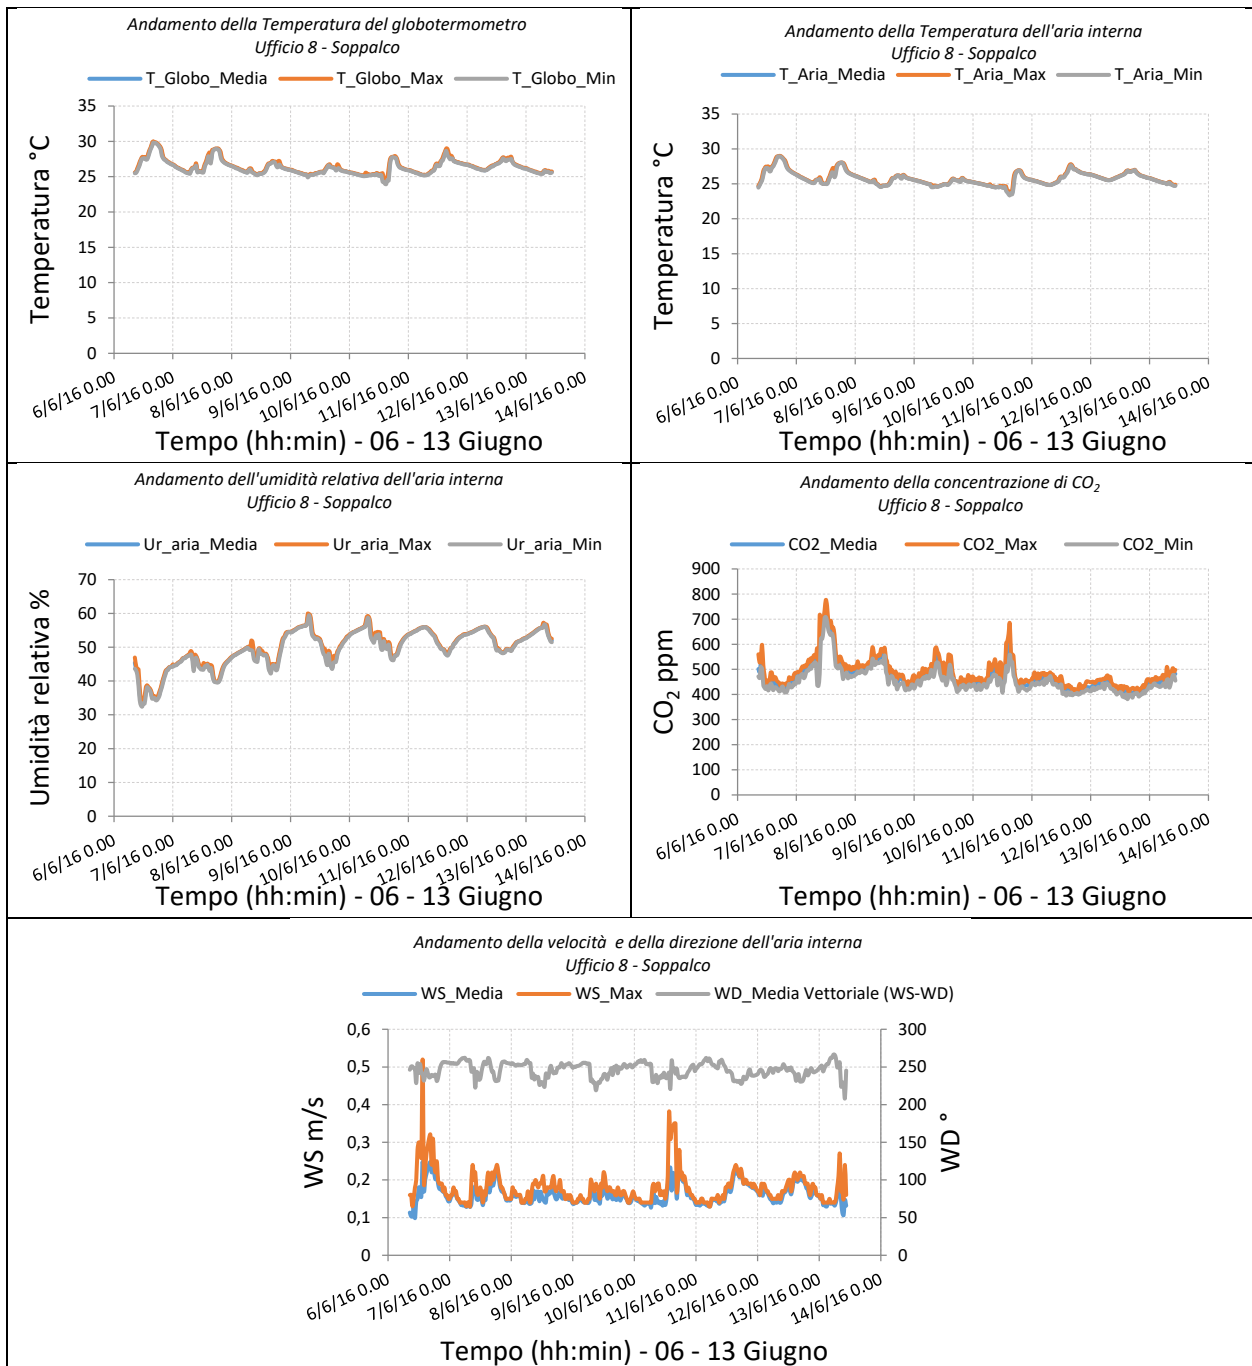 Andamento della Temperatura del globotermometro
Ufficio 8 - Soppalco
T_Globo_Media T_Globo_Max T_Globo_Min
35
30
25
20
15
10
5
0
Temperatura °C
6/6/16 0.00 7/6/16 0.00 8/6/16 0.00 9/6/16 0.00 10/6/16 0.00 11/6/16 0.00 12/6/16 0.00 13/6/16 0.00 14/6/16 0.00
Tempo (hh:min) - 06 - 13 Giugno
Andamento della Temperatura dell'aria interna
Ufficio 8 - Soppalco
T_Aria_Media T_Aria_Max T_Aria_Min
35
30
25
20
15
10
5
0
Temperatura °C
6/6/16 0.00 7/6/16 0.00 8/6/16 0.00 9/6/16 0.00 10/6/16 0.00 11/6/16 0.00 12/6/16 0.00 13/6/16 0.00 14/6/16 0.00
Tempo (hh:min) - 06 - 13 Giugno
Andamento dell'umidità relativa dell'aria interna
Ufficio 8 - Soppalco
Ur_aria_Media Ur_aria_Max Ur_aria_Min
70
60
50
40
30
20
10
0
Umidità relativa %
6/6/16 0.00 7/6/16 0.00 8/6/16 0.00 9/6/16 0.00 10/6/16 0.00 11/6/16 0.00 12/6/16 0.00 13/6/16 0.00 14/6/16 0.00
Tempo (hh:min) - 06 - 13 Giugno
Andamento della concentrazione di CO₂
Ufficio 8 - Soppalco
CO2_Media CO2_Max CO2_Min
900
800
700
600
500
400
300
200
100
0
CO₂ ppm
6/6/16 0.00 7/6/16 0.00 8/6/16 0.00 9/6/16 0.00 10/6/16 0.00 11/6/16 0.00 12/6/16 0.00 13/6/16 0.00 14/6/16 0.00
Tempo (hh:min) - 06 - 13 Giugno
Andamento della velocità e della direzione dell'aria interna
Ufficio 8 - Soppalco
WS_Media WS_Max WD_Media Vettoriale (WS-WD)
0,6
0,5
0,4
0,3
0,2
0,1
0
WS m/s
300
250
200
150
100
50
0
WD °
6/6/16 0.00 7/6/16 0.00 8/6/16 0.00 9/6/16 0.00 10/6/16 0.00 11/6/16 0.00 12/6/16 0.00 13/6/16 0.00 14/6/16 0.00
Tempo (hh:min) - 06 - 13 Giugno